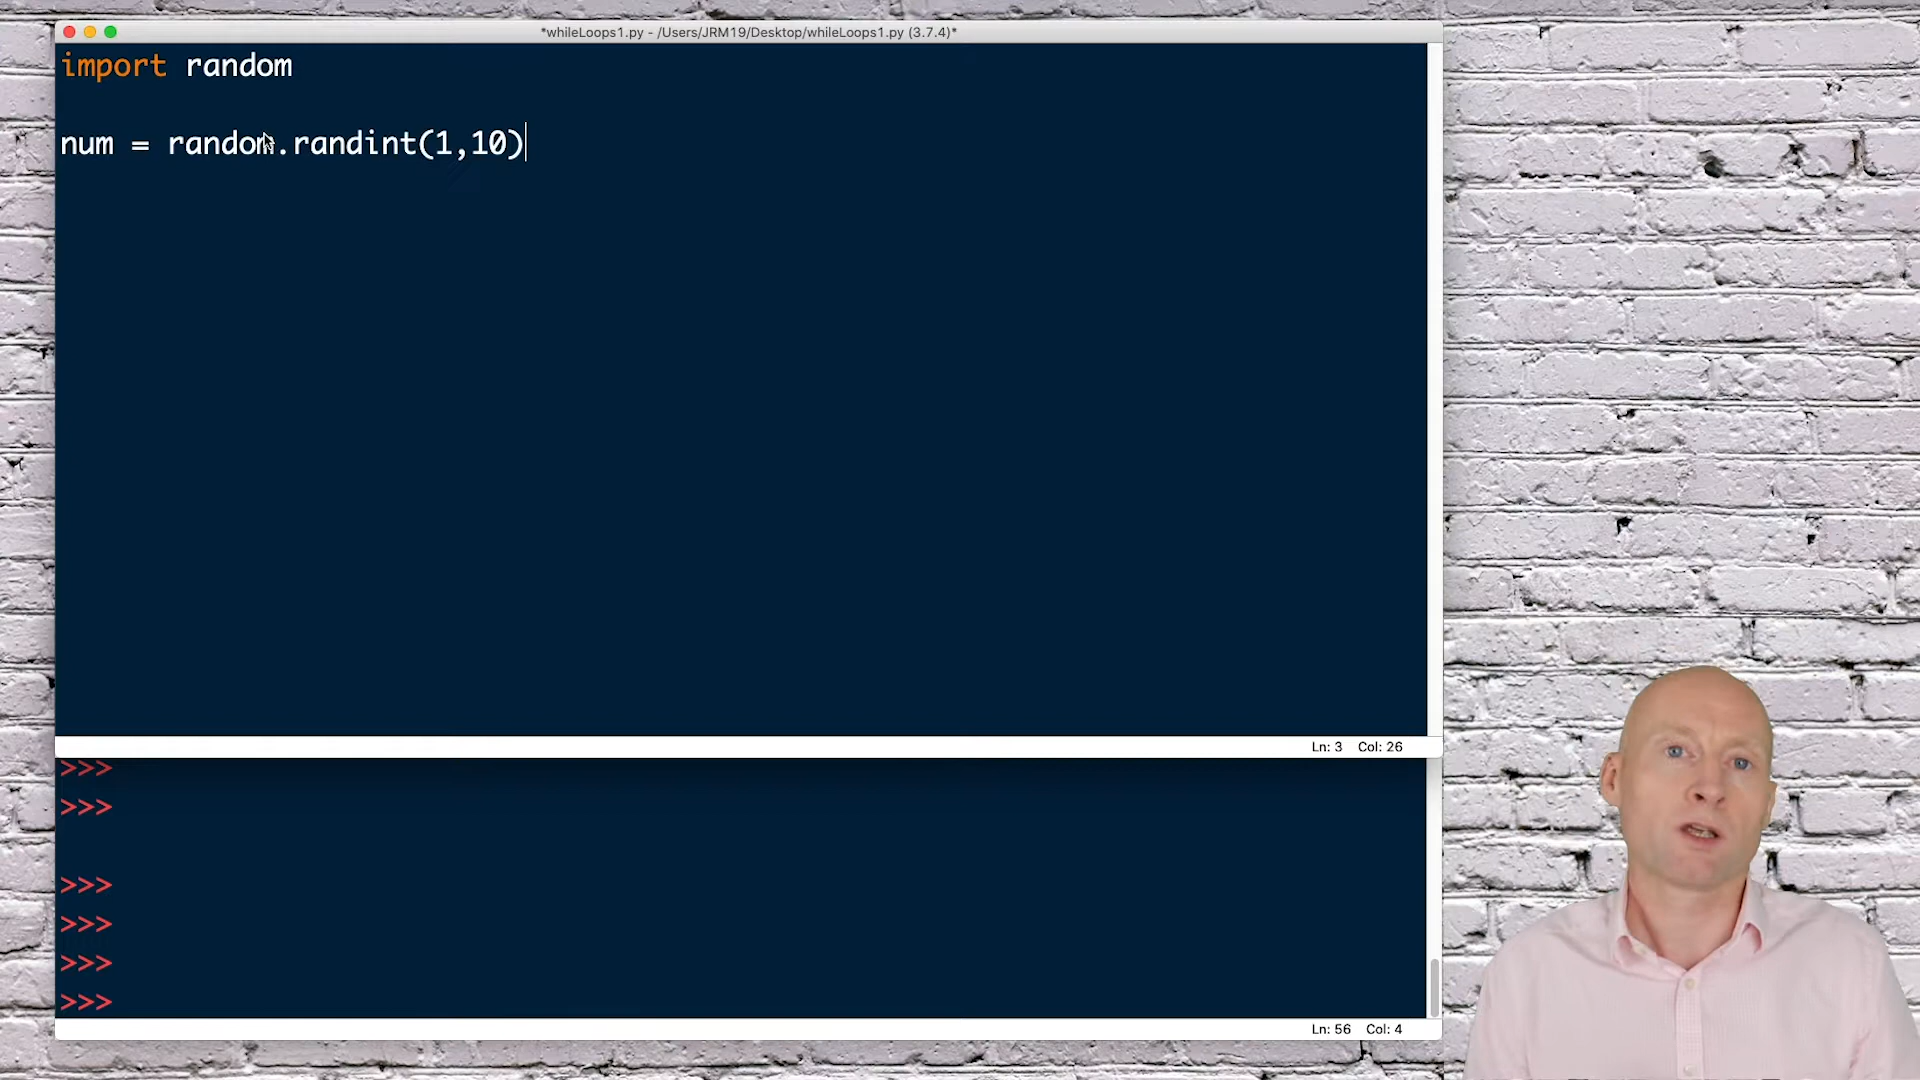 *whileLoops1.py - /Users/JRM19/Desktop/whileLoops1.py (3.7.4)*
import random
num = random.randint(1,10)
Ln: 3 Col: 26
>>>
>>>
>>>
>>>
>>>
>>>
Ln: 56 Col: 4